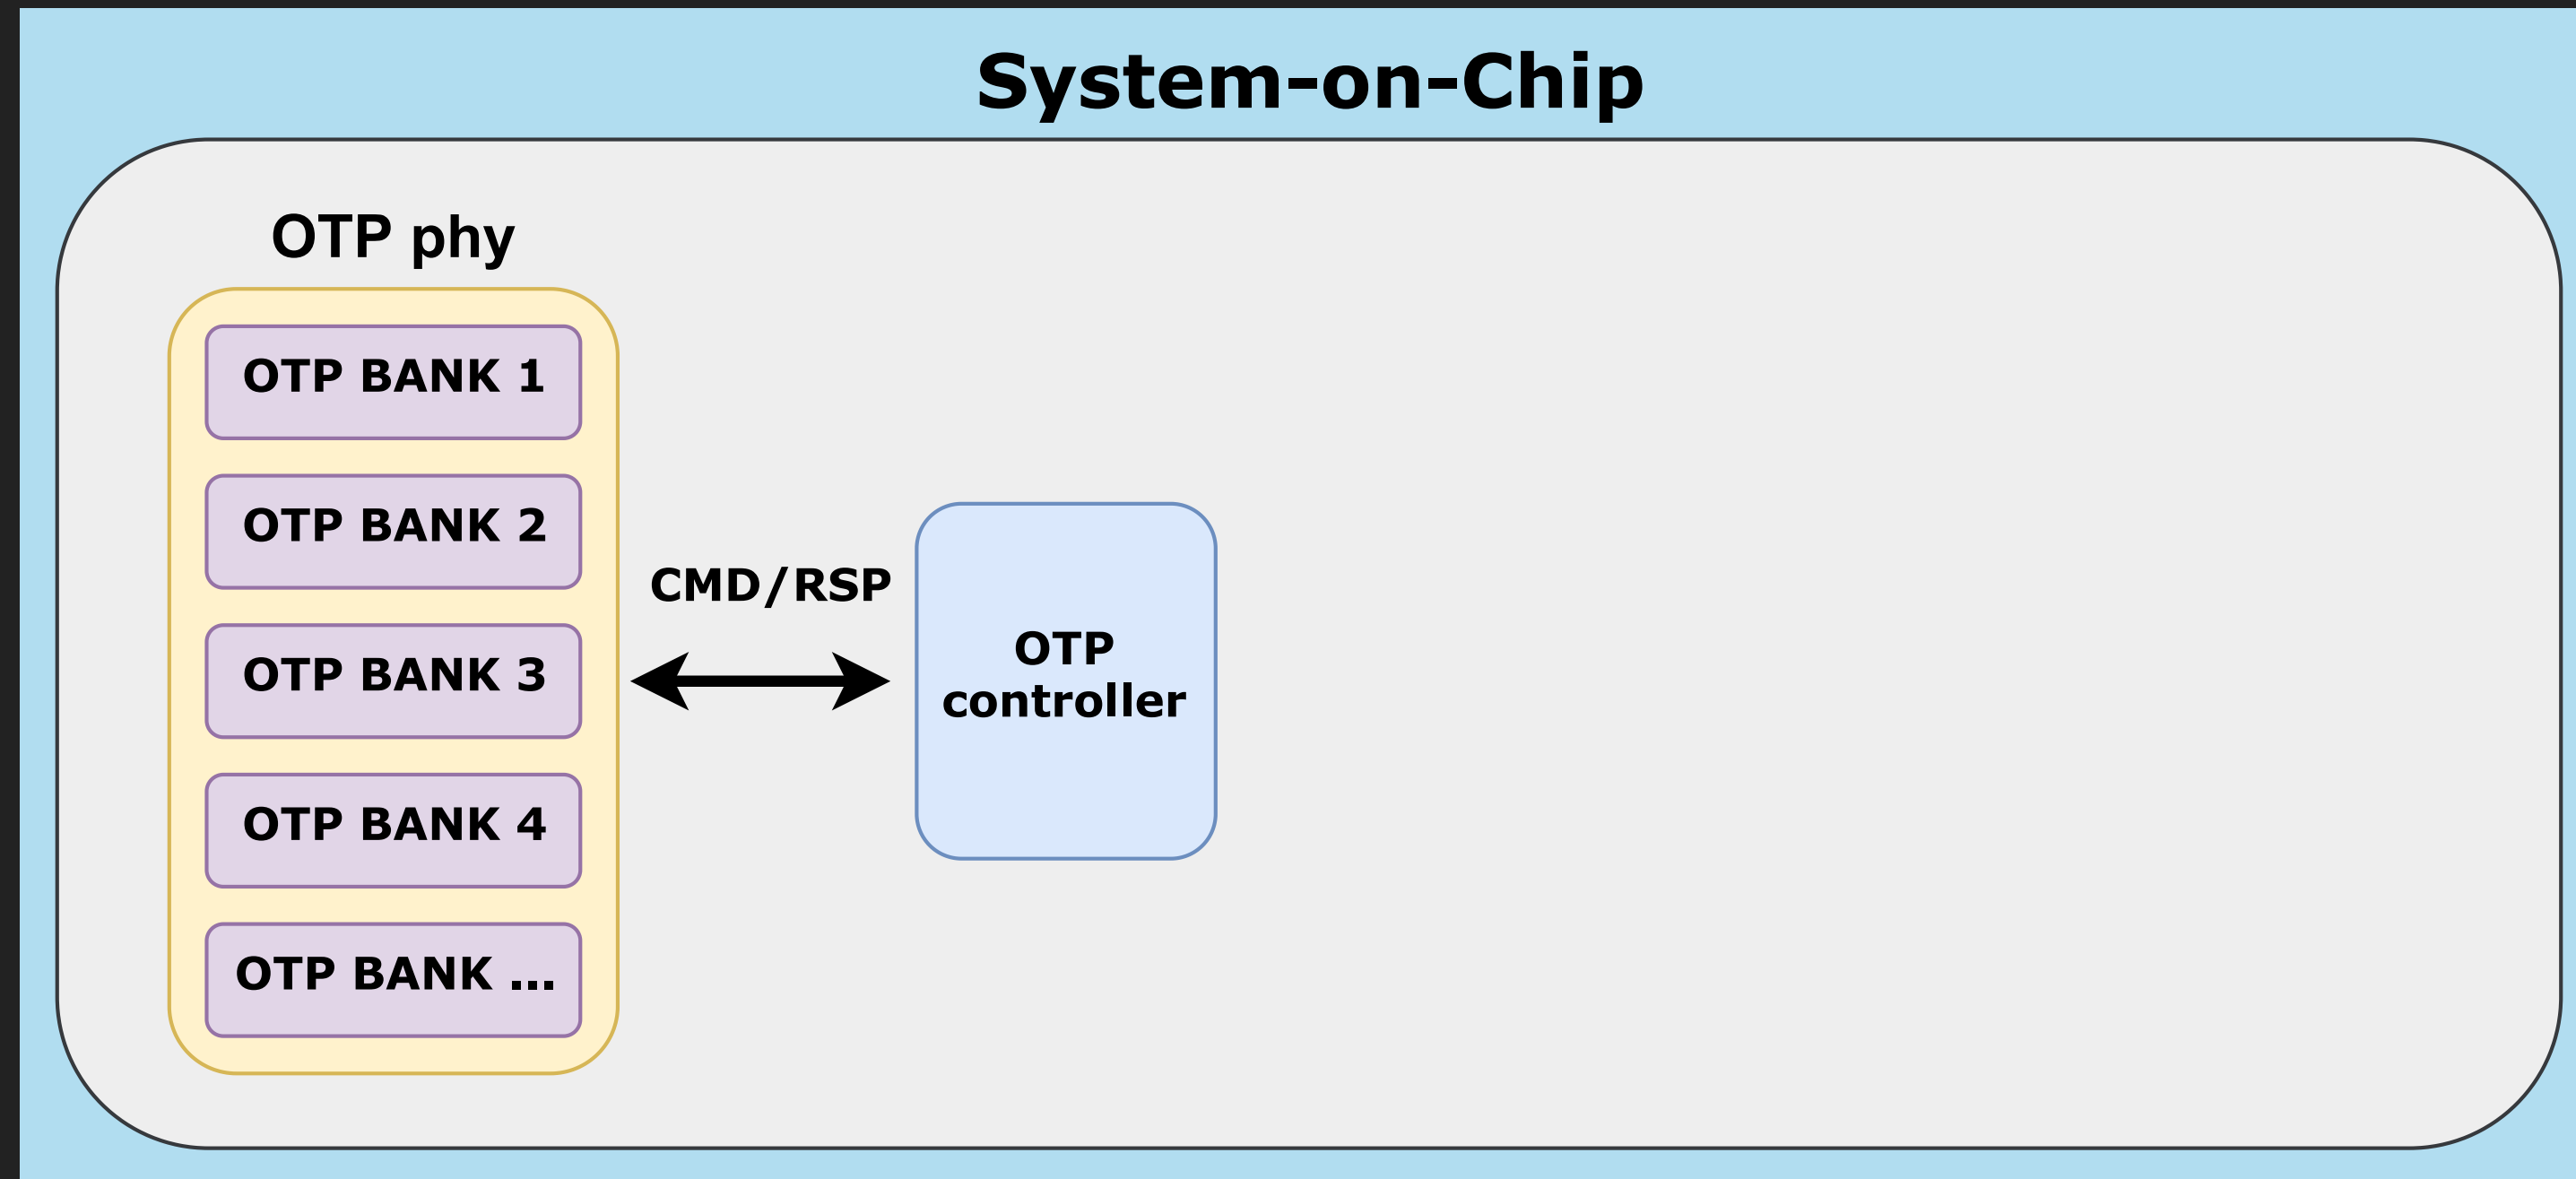 System-on-Chip
OTP phy
OTP BANK 1
OTP BANK 2
OTP BANK 3
OTP BANK 4
OTP BANK ...
CMD/RSP
OTP
controller